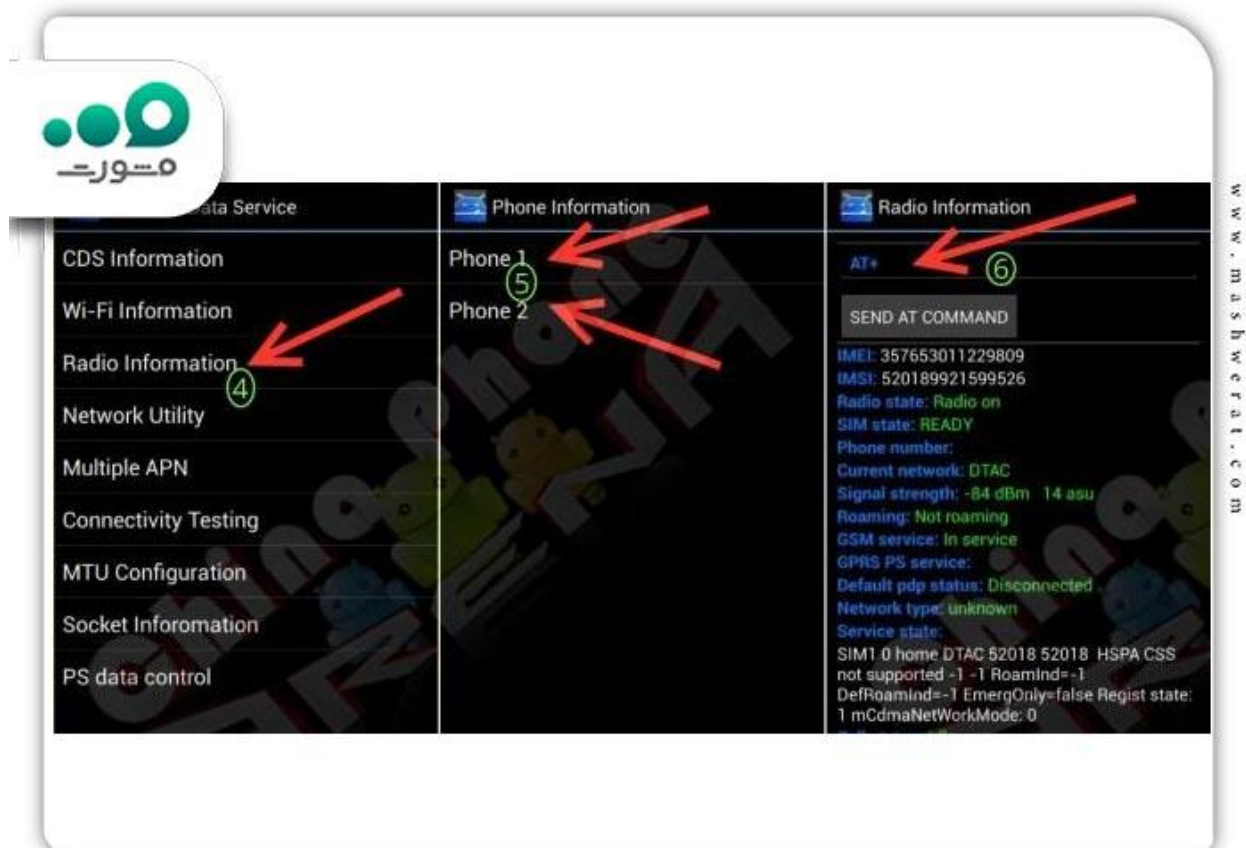 مشورت
ata Service
CDS Information
Wi-Fi Information
Radio Information
4
Network Utility
Multiple APN
Connectivity Testing
MTU Configuration
Socket Inforomation
PS data control
Phone Information
Phone 1
5
Phone 2
Radio Information
AT+
6
SEND AT COMMAND
IMEI: 357653011229809
IMSI: 520189921599526
Radio state: Radio on
SIM state: READY
Phone number:
Current network: DTAC
Signal strength: -84 dBm 14 asu
Roaming: Not roaming
GSM service: In service
GPRS PS service:
Default pdp status: Disconnected
Network type: unknown
Service state:
SIM1 0 home DTAC 52018 52018 HSPA CSS
not supported -1 -1 RoamInd=-1
DefRoamInd=-1 EmergOnly=false Regist state:
1 mCdmaNetWorkMode: 0
www.mashwerat.com